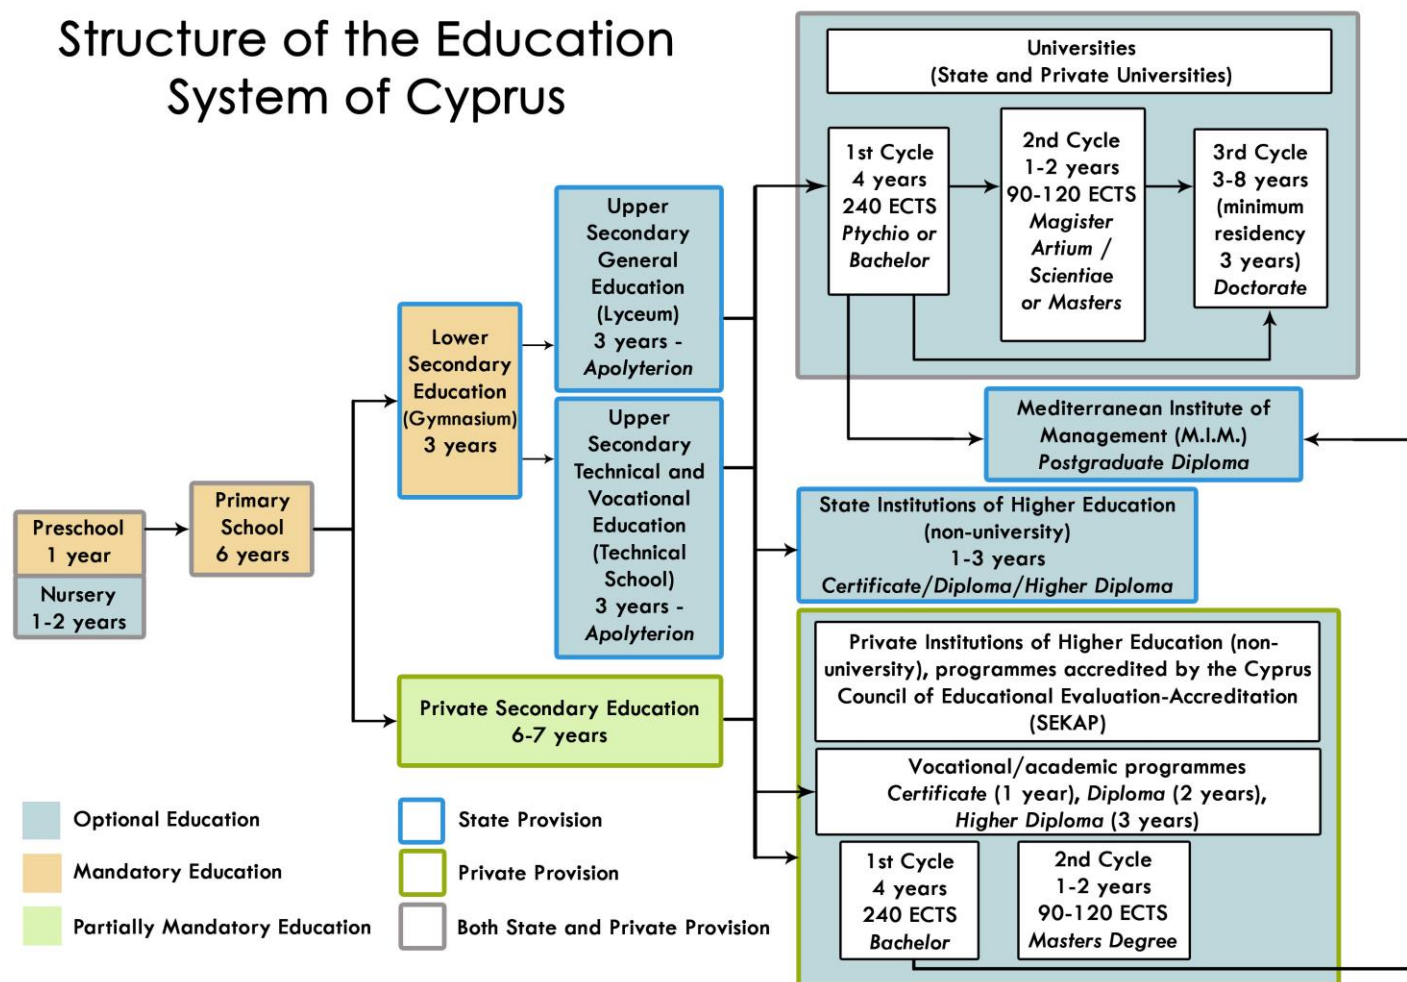 Structure of the Education
System of Cyprus
Preschool
1 year
Nursery
1-2 years
Primary
School
6 years
Lower
Secondary
Education
(Gymnasium)
3 years
Upper
Secondary
General
Education
(Lyceum)
3 years -
Apolyterion
Upper
Secondary
Technical and
Vocational
Education
(Technical
School)
3 years -
Apolyterion
Private Secondary Education
6-7 years
Universities
(State and Private Universities)
1st Cycle
4 years
240 ECTS
Ptychio or
Bachelor
2nd Cycle
1-2 years
90-120 ECTS
Magister
Artium /
Scientiae
or Masters
3rd Cycle
3-8 years
(minimum
residency
3 years)
Doctorate
Mediterranean Institute of
Management (M.I.M.)
Postgraduate Diploma
State Institutions of Higher Education
(non-university)
1-3 years
Certificate/Diploma/Higher Diploma
Private Institutions of Higher Education (non-
university), programmes accredited by the Cyprus
Council of Educational Evaluation-Accreditation
(SEKAP)
Vocational/academic programmes
Certificate (1 year), Diploma (2 years),
Higher Diploma (3 years)
1st Cycle
4 years
240 ECTS
Bachelor
2nd Cycle
1-2 years
90-120 ECTS
Masters Degree
Optional Education
Mandatory Education
Partially Mandatory Education
State Provision
Private Provision
Both State and Private Provision